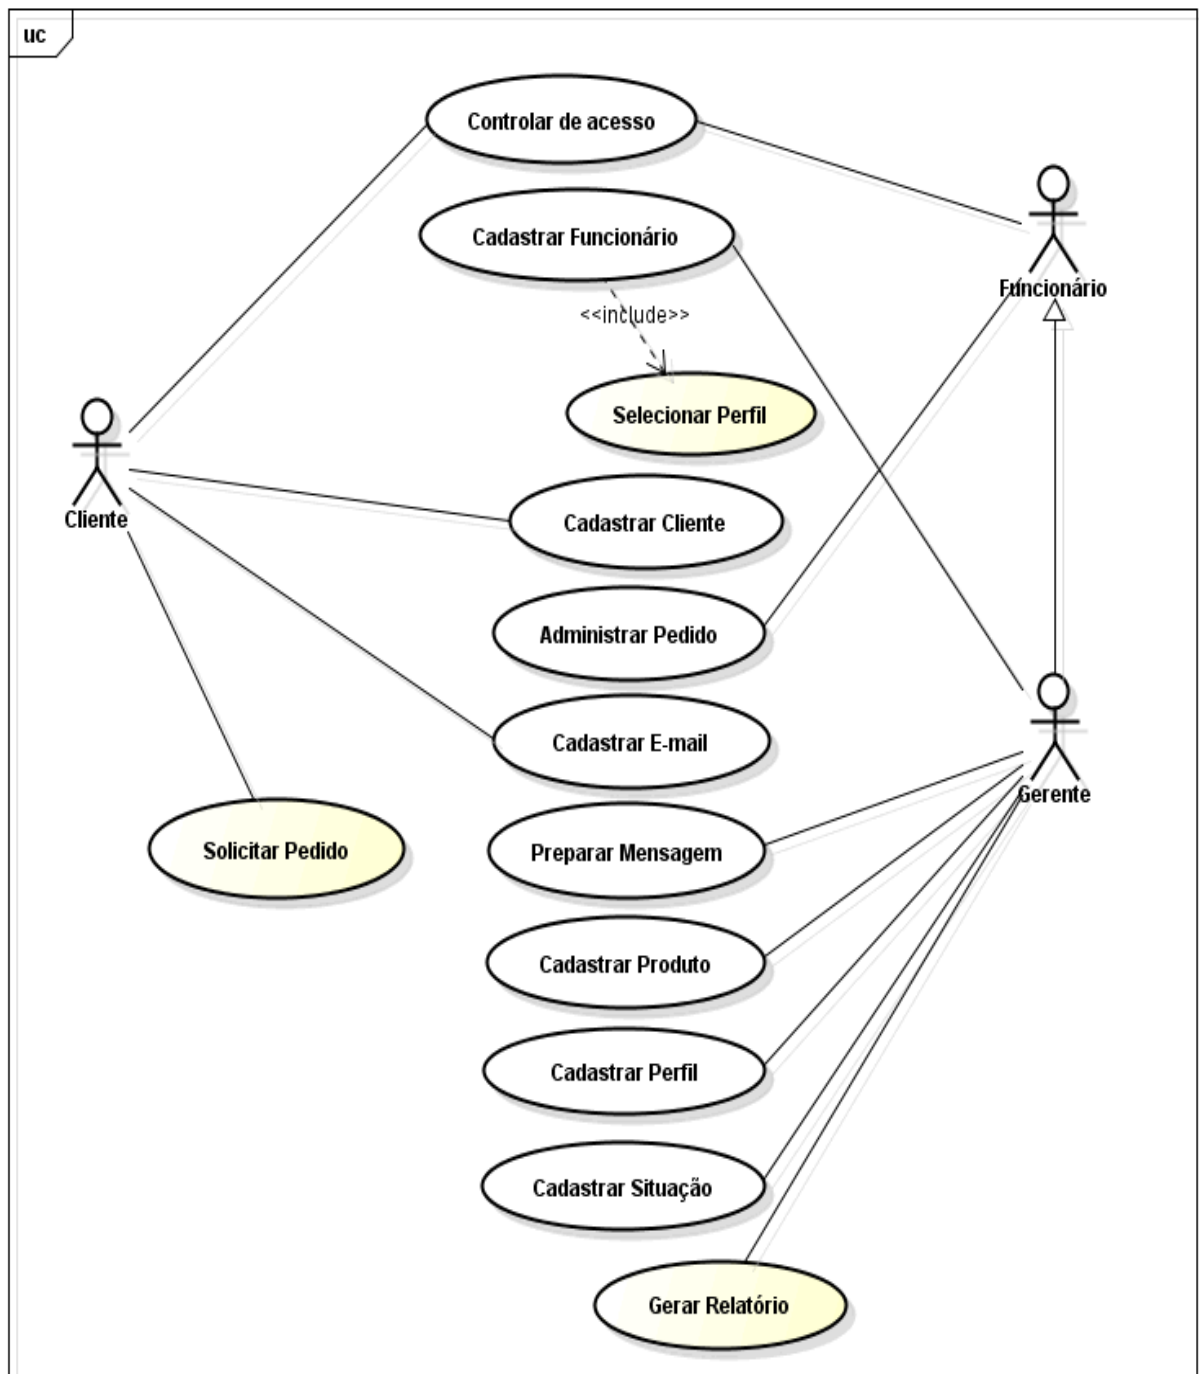 uc
Controlar de acesso
Cadastrar Funcionário
Funcionário
<<include>>
Selecionar Perfil
Cliente
Cadastrar Cliente
Administrar Pedido
Cadastrar E-mail
Gerente
Solicitar Pedido
Preparar Mensagem
Cadastrar Produto
Cadastrar Perfil
Cadastrar Situação
Gerar Relatório